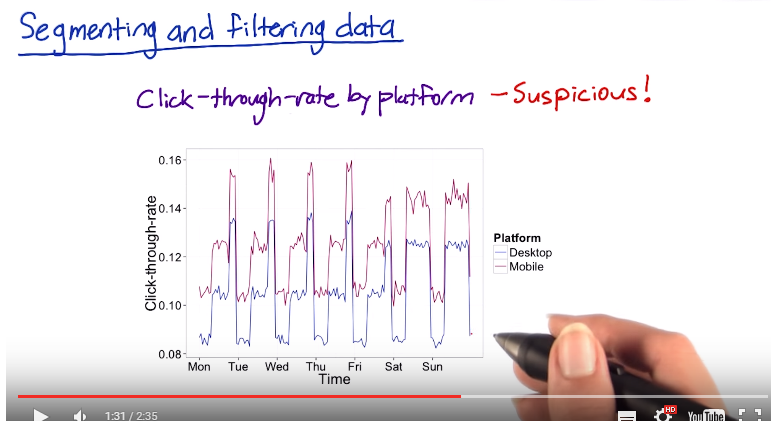 Segmenting and filtering data
Click-through-rate by platform - Suspicious!
0.16
0.14
0.12
0.10
0.08
Click-through-rate
Mon Tue Wed Thu Fri Sat Sun
Time
Platform
Desktop
Mobile
1:31 / 2:35
HD
YouTube